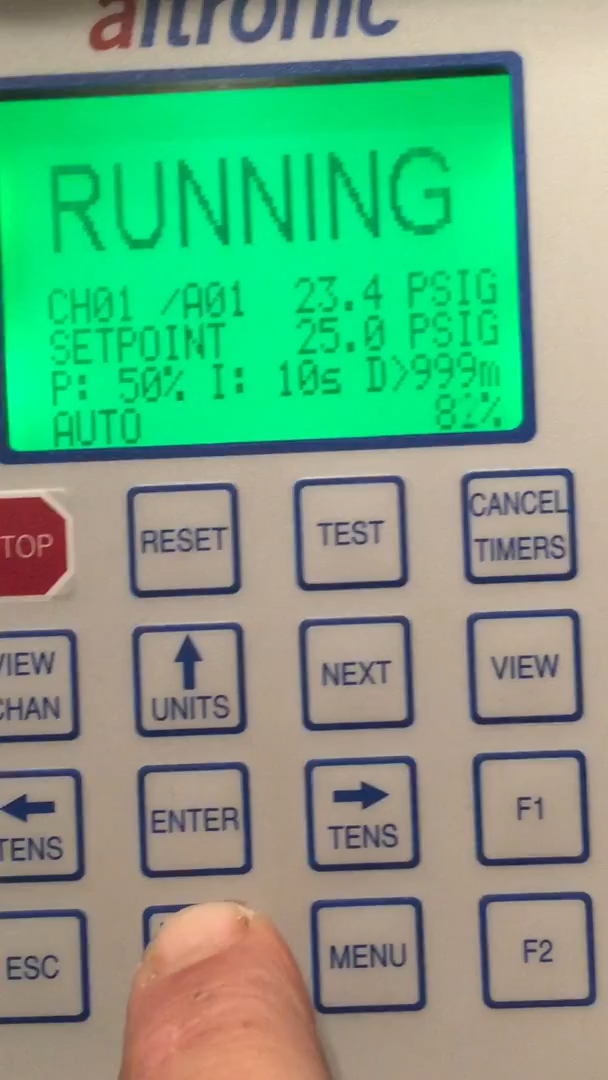 altronic
RUNNING
CH01 /A01 23.4 PSIG
SETPOINT 25.0 PSIG
P: 50% I: 10s D>999m
AUTO
TOP
RESET
TEST
CANCEL
TIMERS
VIEW
CHAN
UNITS
NEXT
VIEW
TENS
ENTER
TENS
F1
ESC
MENU
F2